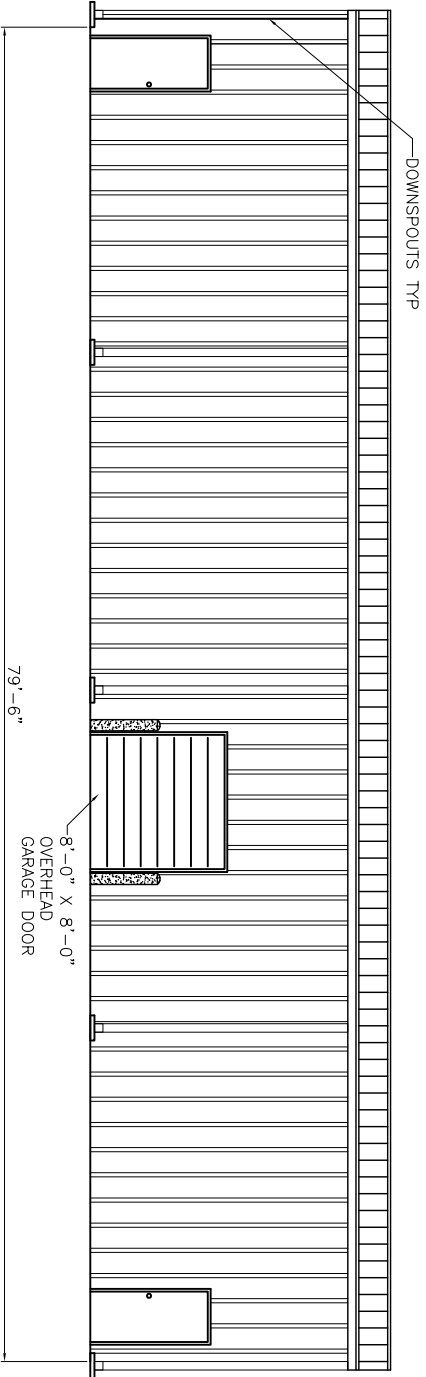 DOWNSPOUTS TYP
8'-0" X 8'-0"
OVERHEAD
GARAGE DOOR
79'-6"